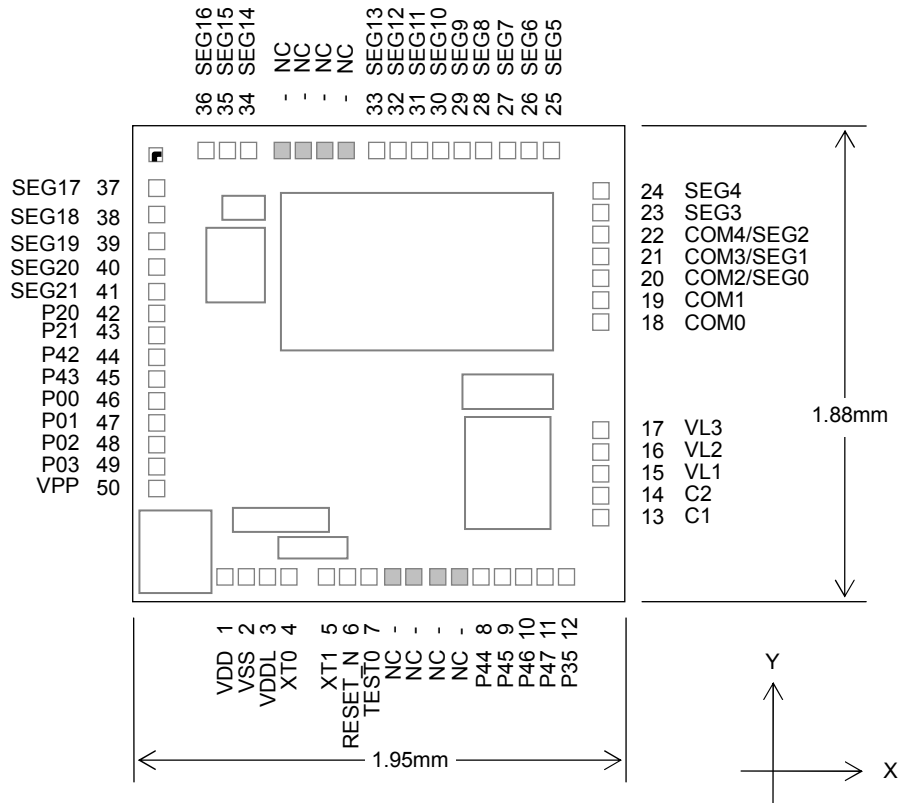 36 SEG16
35 SEG15
34 SEG14
- NC
- NC
- NC
- NC
33 SEG13
32 SEG12
31 SEG11
30 SEG10
29 SEG9
28 SEG8
27 SEG7
26 SEG6
25 SEG5
SEG17 37
SEG18 38
SEG19 39
SEG20 40
SEG21 41
P20 42
P21 43
P42 44
P43 45
P00 46
P01 47
P02 48
P03 49
VPP 50
24 SEG4
23 SEG3
22 COM4/SEG2
21 COM3/SEG1
20 COM2/SEG0
19 COM1
18 COM0
17 VL3
16 VL2
15 VL1
14 C2
13 C1
1.88mm
VDD 1
VSS 2
VDDL 3
XT0 4
XT1 5
RESET_N 6
TEST0 7
NC -
NC -
NC -
NC -
P44 8
P45 9
P46 10
P47 11
P35 12
1.95mm
Y
X